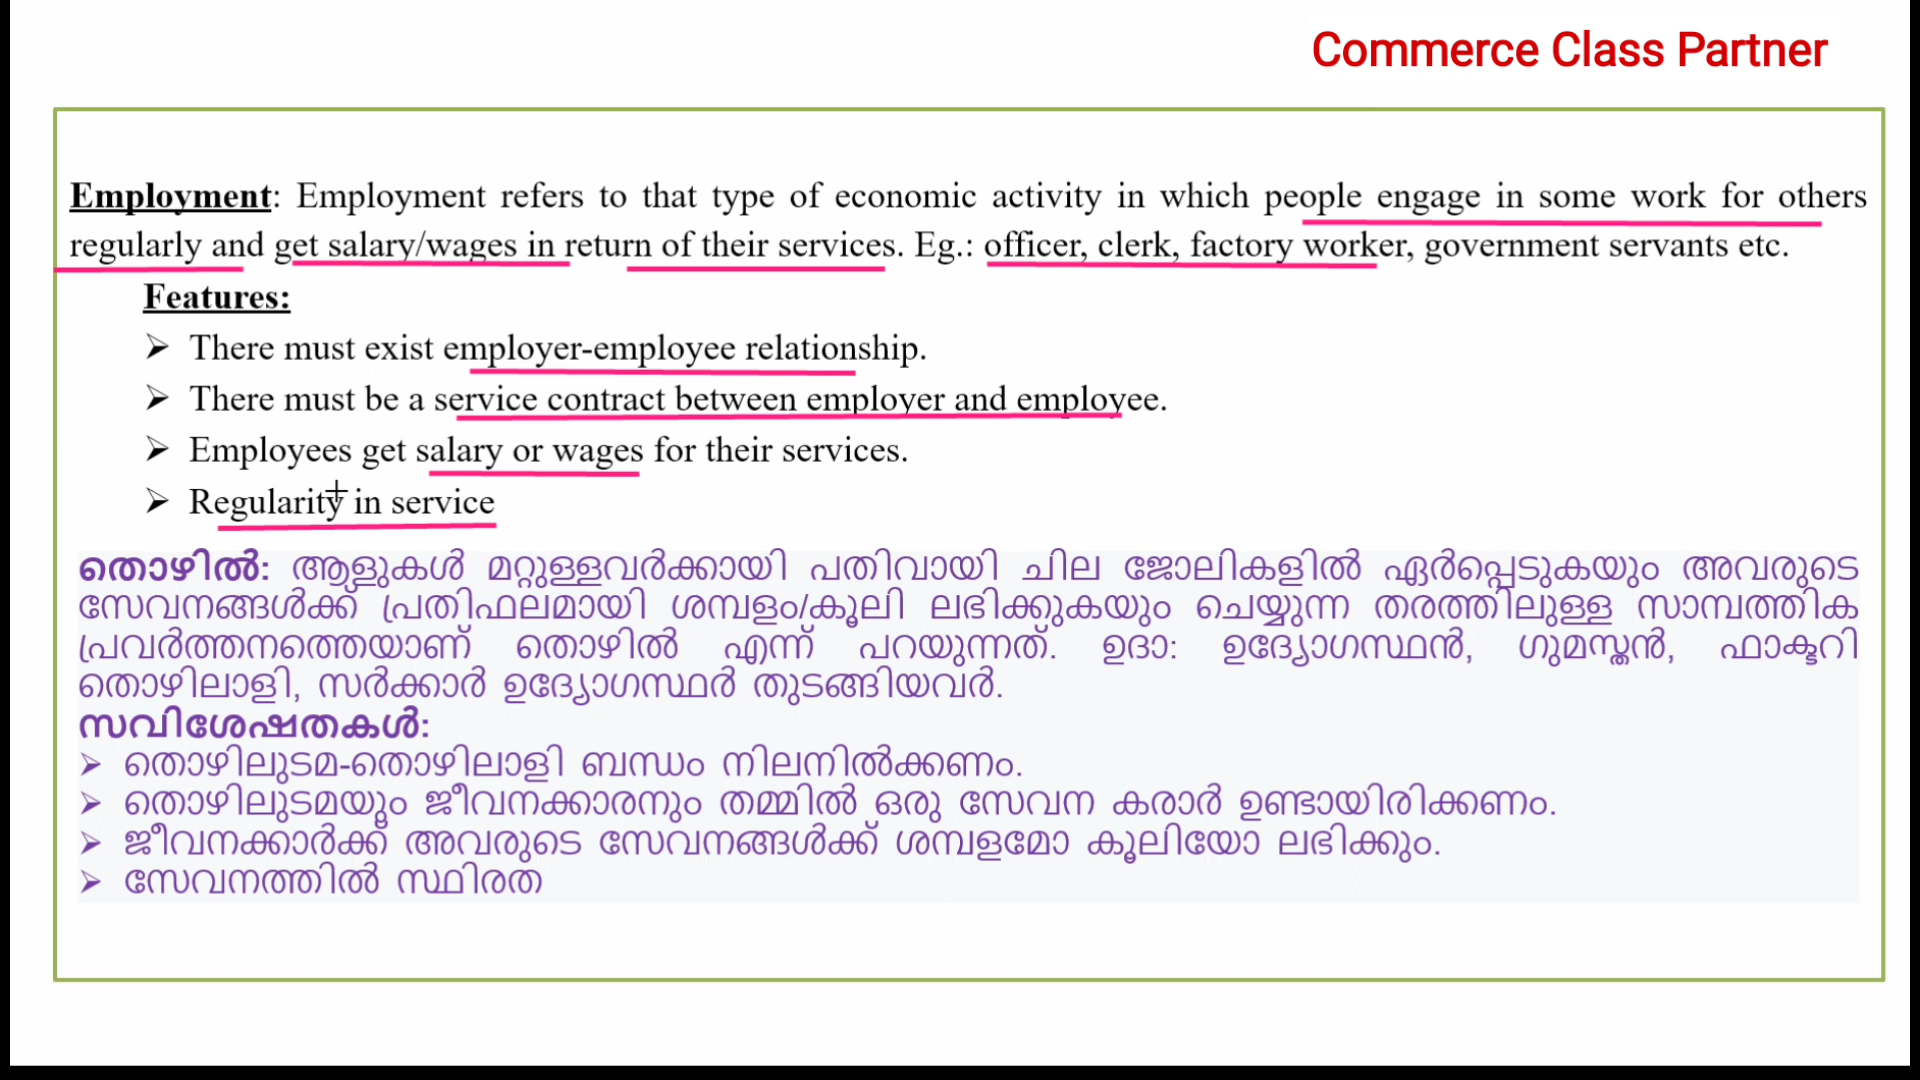 Commerce Class Partner
Employment: Employment refers to that type of economic activity in which people engage in some work for others
regularly and get salary/wages in return of their services. Eg.: officer, clerk, factory worker, government servants etc.
Features:
➢ There must exist employer-employee relationship.
➢ There must be a service contract between employer and employee.
➢ Employees get salary or wages for their services.
➢ Regularity in service
തൊഴിൽ: ആളുകൾ മറ്റുള്ളവർക്കായി പതിവായി ചില ജോലികളിൽ ഏർപ്പെടുകയും അവരുടെ
സേവനങ്ങൾക്ക് പ്രതിഫലമായി ശമ്പളം/കൂലി ലഭിക്കുകയും ചെയ്യുന്ന തരത്തിലുള്ള സാമ്പത്തിക
പ്രവർത്തനത്തെയാണ് തൊഴിൽ എന്ന് പറയുന്നത്. ഉദാ: ഉദ്യോഗസ്ഥൻ, ഗുമസ്തൻ, ഫാക്ടറി
തൊഴിലാളി, സർക്കാർ ഉദ്യോഗസ്ഥർ തുടങ്ങിയവർ.
സവിശേഷതകൾ:
➢ തൊഴിലുടമ-തൊഴിലാളി ബന്ധം നിലനിൽക്കണം.
➢ തൊഴിലുടമയും ജീവനക്കാരനും തമ്മിൽ ഒരു സേവന കരാർ ഉണ്ടായിരിക്കണം.
➢ ജീവനക്കാർക്ക് അവരുടെ സേവനങ്ങൾക്ക് ശമ്പളമോ കൂലിയോ ലഭിക്കും.
➢ സേവനത്തിൽ സ്ഥിരത